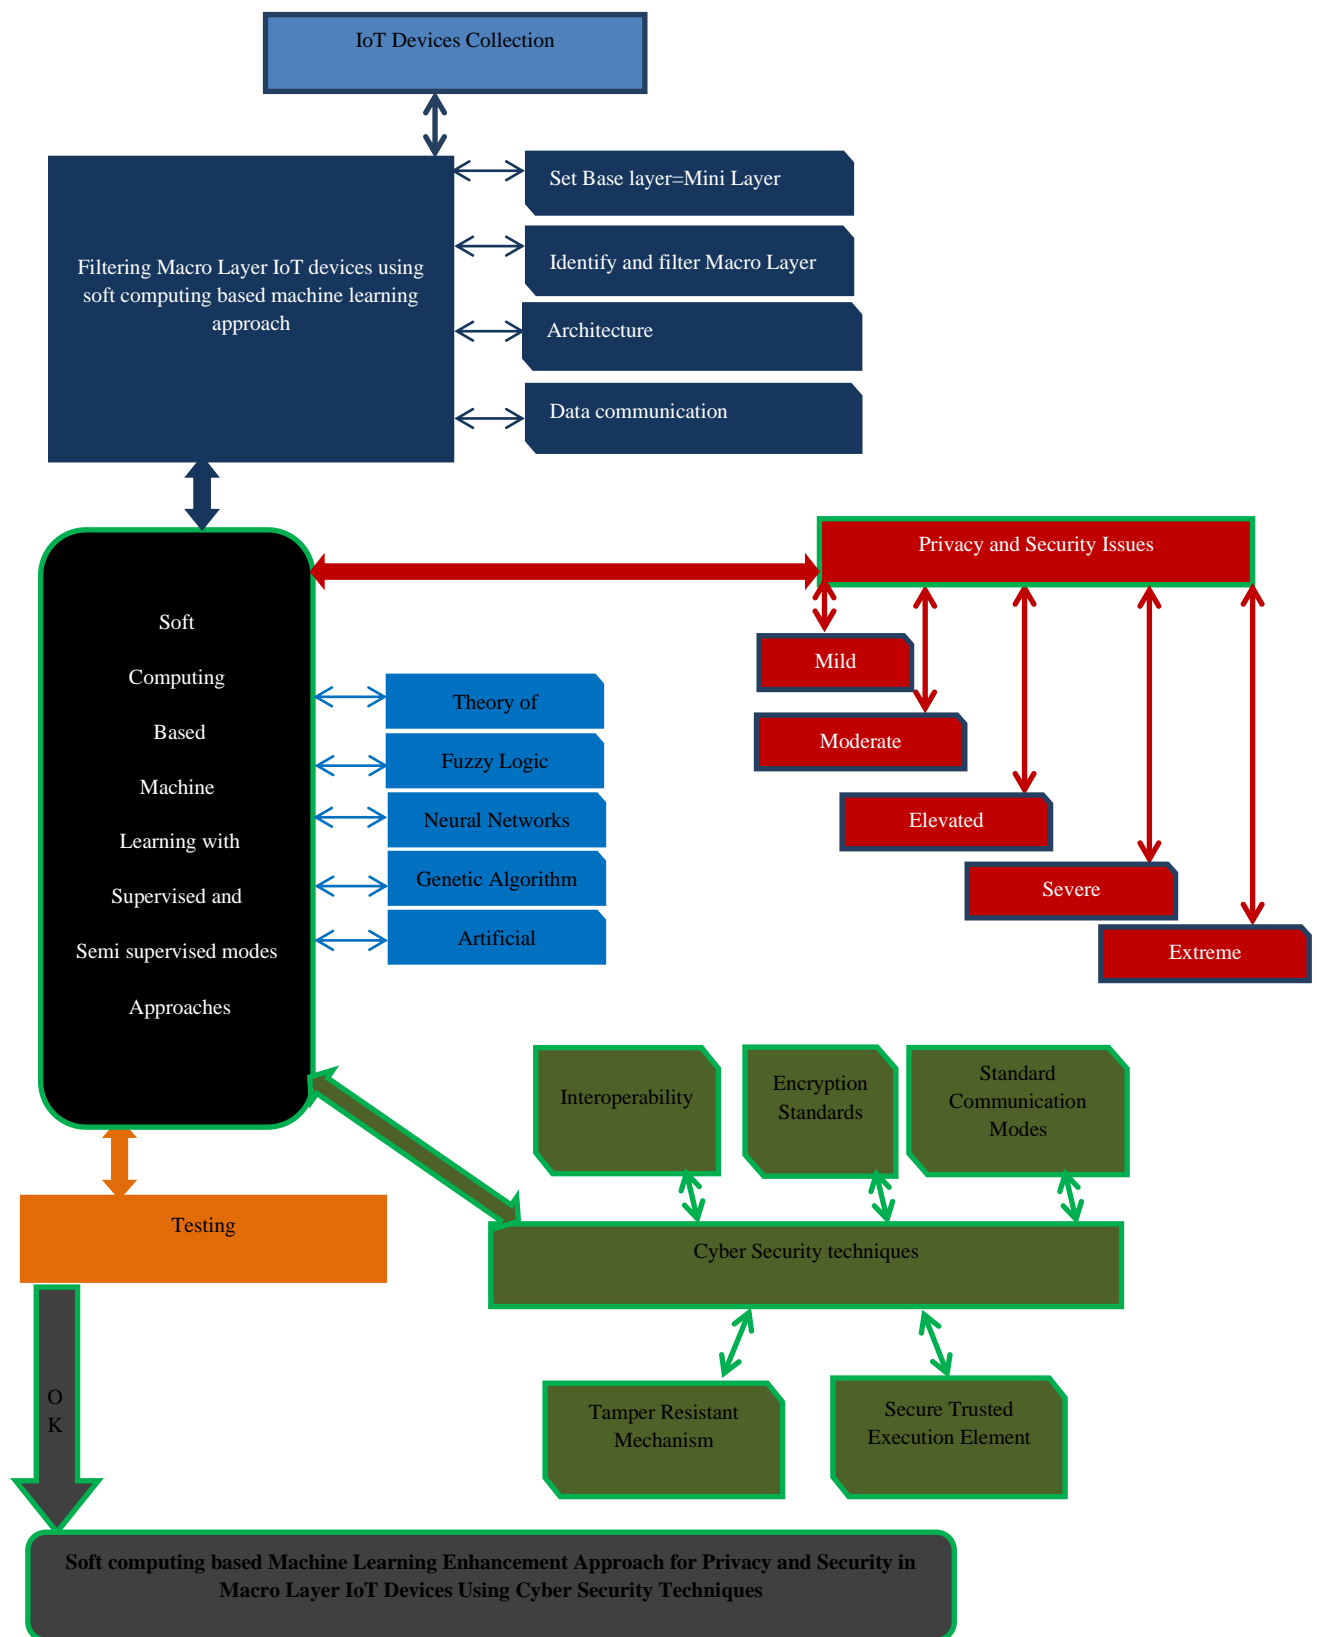 IoT Devices Collection
Filtering Macro Layer IoT devices using
soft computing based machine learning
approach
Set Base layer=Mini Layer
Identify and filter Macro Layer
Architecture
Data communication
Soft
Computing
Based
Machine
Learning with
Supervised and
Semi supervised modes
Approaches
Privacy and Security Issues
Mild
Moderate
Elevated
Severe
Extreme
Theory of
Fuzzy Logic
Neural Networks
Genetic Algorithm
Artificial
Interoperability
Encryption
Standards
Standard
Communication
Modes
Cyber Security techniques
Tamper Resistant
Mechanism
Secure Trusted
Execution Element
Testing
O
K
Soft computing based Machine Learning Enhancement Approach for Privacy and Security in
Macro Layer IoT Devices Using Cyber Security Techniques